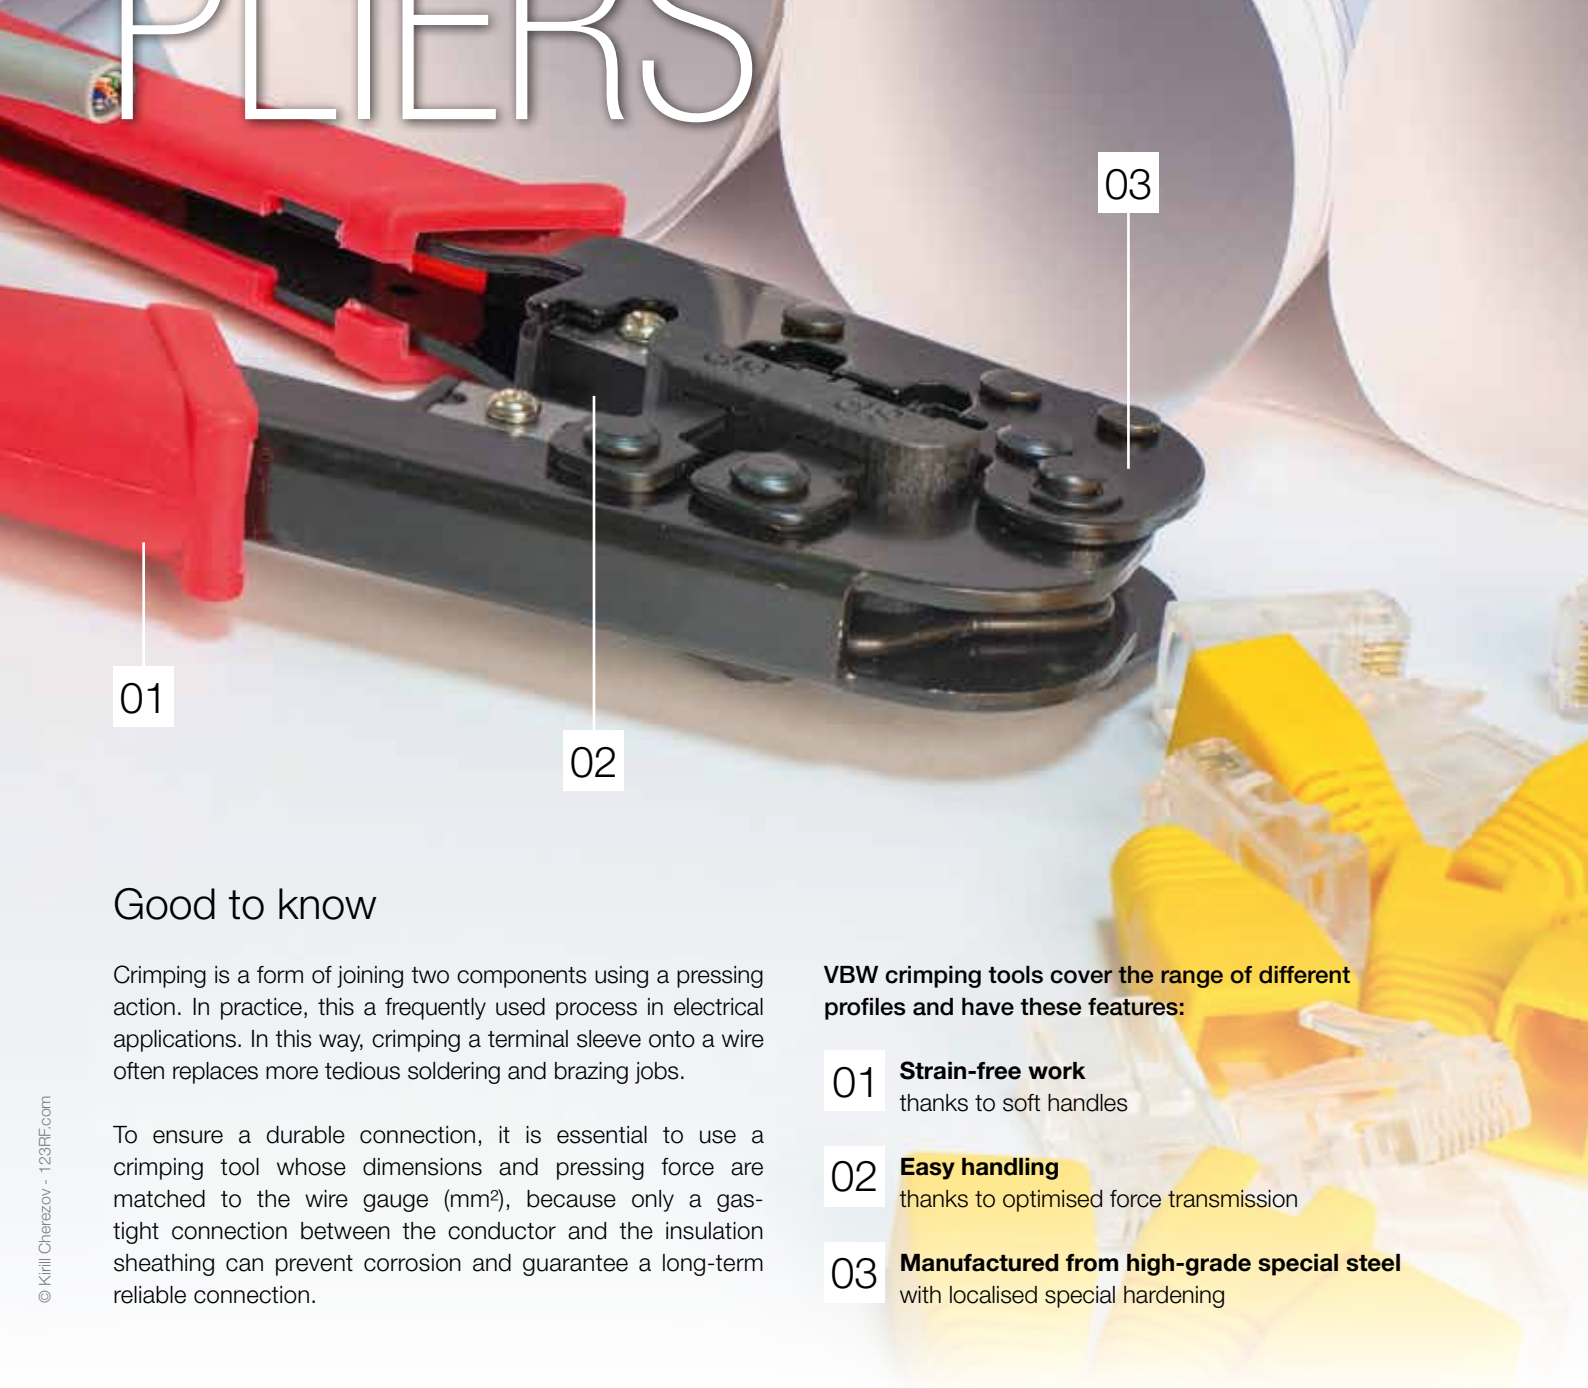 PLIERS
03
01
02
Good to know
Crimping is a form of joining two components using a pressing
action. In practice, this a frequently used process in electrical
applications. In this way, crimping a terminal sleeve onto a wire
often replaces more tedious soldering and brazing jobs.
To ensure a durable connection, it is essential to use a
crimping tool whose dimensions and pressing force are
matched to the wire gauge (mm²), because only a gas-
tight connection between the conductor and the insulation
sheathing can prevent corrosion and guarantee a long-term
reliable connection.
VBW crimping tools cover the range of different
profiles and have these features:
01 Strain-free work
thanks to soft handles
02 Easy handling
thanks to optimised force transmission
03 Manufactured from high-grade special steel
with localised special hardening
© Kirill Cherezov - 123RF.com